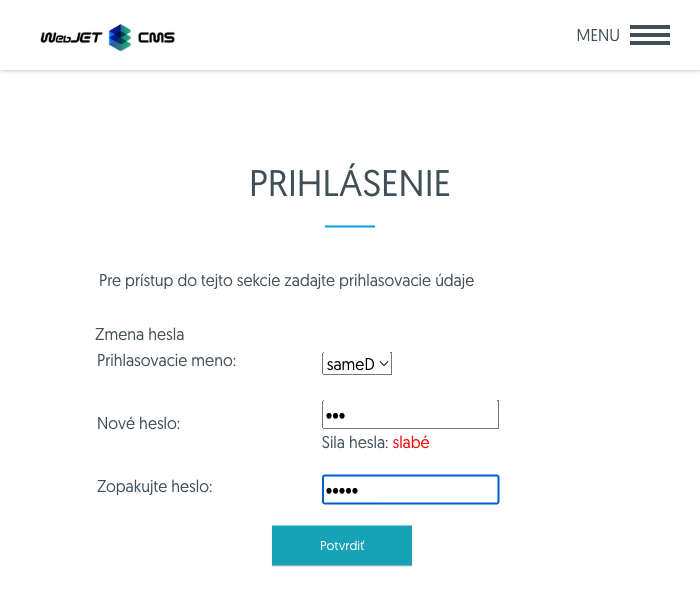 WebJET CMS
MENU
PRIHLÁSENIE
Pre prístup do tejto sekcie zadajte prihlasovacie údaje
Zmena hesla
Prihlasovacie meno: sameD
Nové heslo: •••
Sila hesla: slabé
Zopakujte heslo: •••••
Potvrdiť